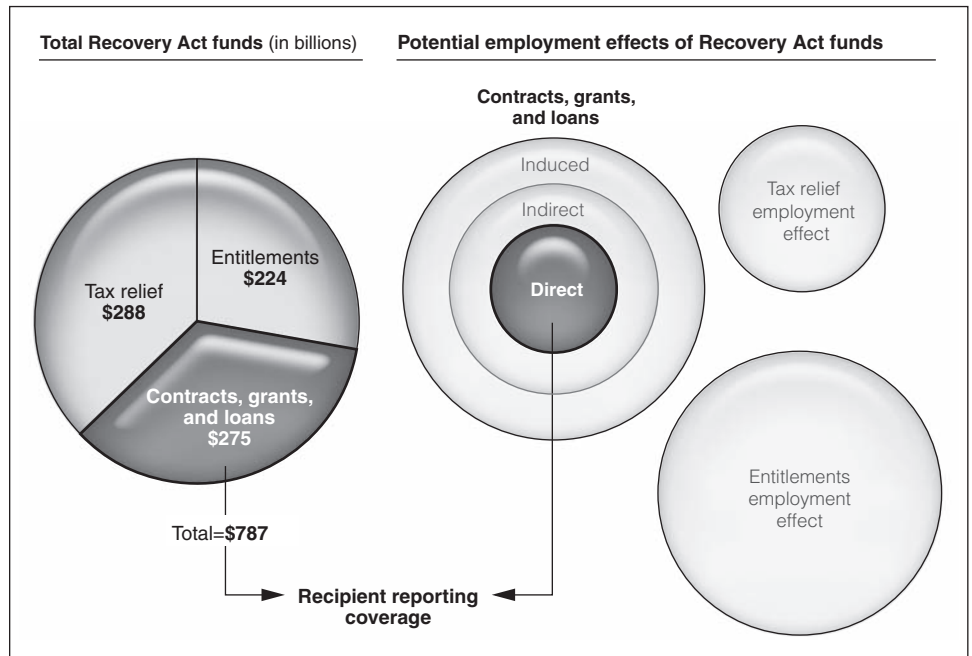 Total Recovery Act funds (in billions)
Potential employment effects of Recovery Act funds
Tax relief
$288
Entitlements
$224
Contracts, grants,
and loans
$275
Total=$787
Contracts, grants,
and loans
Induced
Indirect
Direct
Tax relief
employment
effect
Entitlements
employment
effect
Recipient reporting
coverage